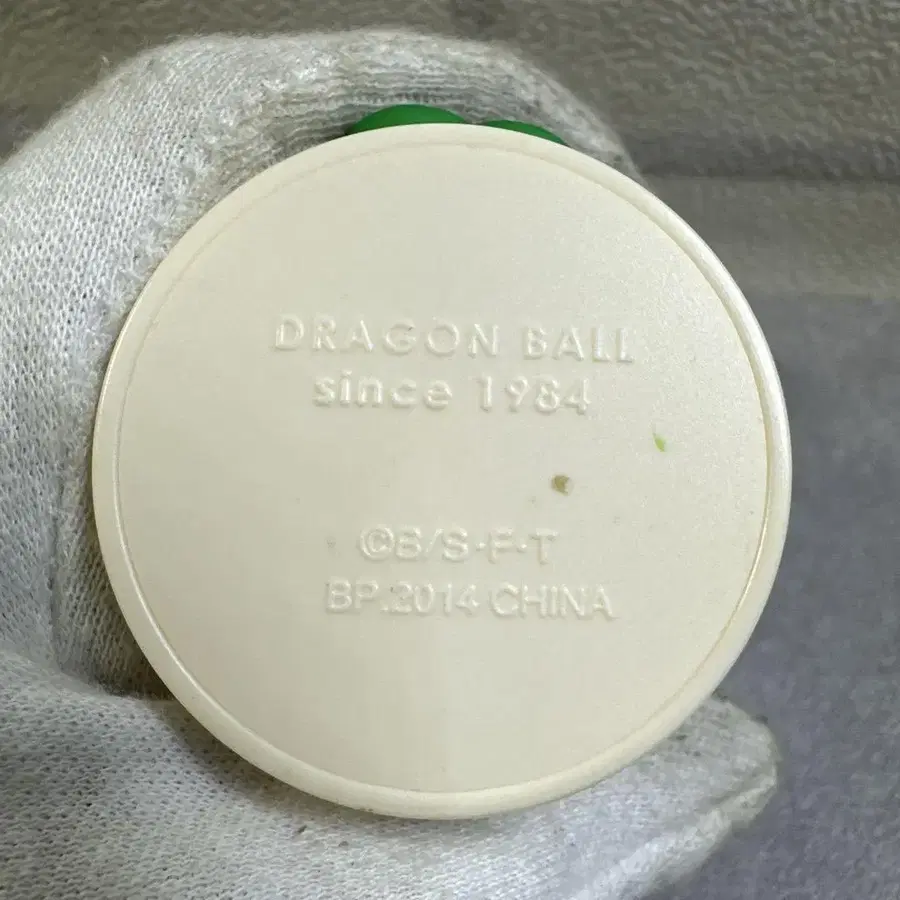 DRAGON BALL
since 1984
©B/S·F·T
BP.2014 CHINA